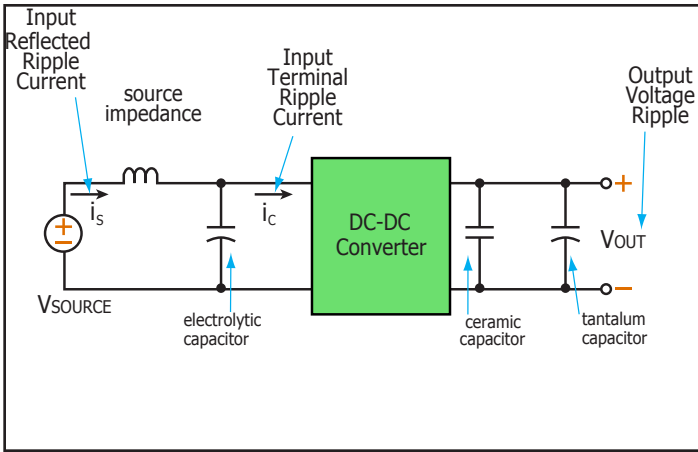 Input
Reflected
Ripple
Current
source
impedance
Input
Terminal
Ripple
Current
Output
Voltage
Ripple
iS
iC
DC-DC
Converter
+
−
VSOURCE
+
VOUT
−
electrolytic
capacitor
ceramic
capacitor
tantalum
capacitor